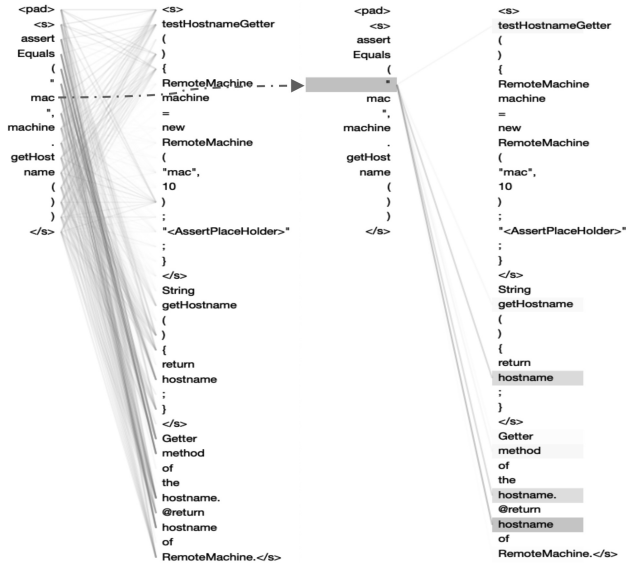 <pad>
<s>
assert
Equals
(
"
mac
",
machine
.
getHost
name
(
)
)
</s>
<s>
testHostnameGetter
(
)
{
RemoteMachine
machine
=
new
RemoteMachine
(
"mac",
10
)
;
"<AssertPlaceHolder>"
;
}
</s>
String
getHostname
(
)
{
return
hostname
;
}
</s>
Getter
method
of
the
hostname.
@return
hostname
of
RemoteMachine.</s>
<pad>
<s>
assert
Equals
(
"
mac
",
machine
.
getHost
name
(
)
)
</s>
<s>
testHostnameGetter
(
)
{
RemoteMachine
machine
=
new
RemoteMachine
(
"mac",
10
)
;
"<AssertPlaceHolder>"
;
}
</s>
String
getHostname
(
)
{
return
hostname
;
}
</s>
Getter
method
of
the
hostname.
@return
hostname
of
RemoteMachine.</s>